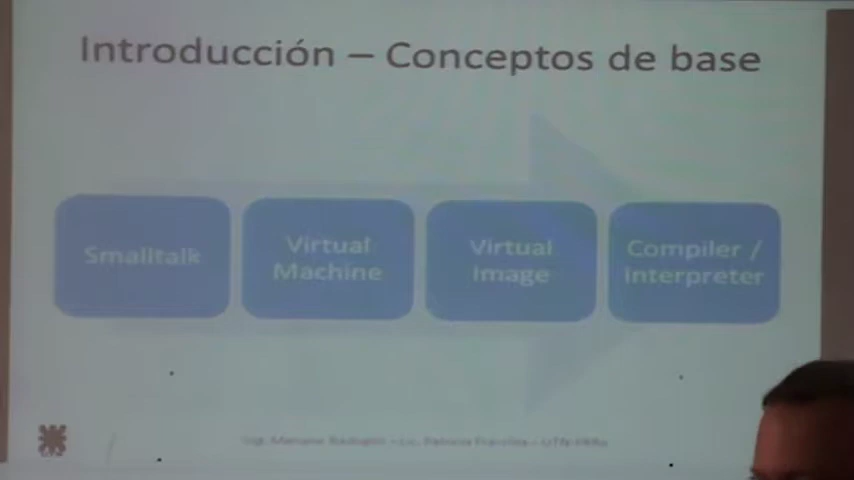 Introducción – Conceptos de base
Smalltalk
Virtual
Machine
Virtual
Image
Compiler /
Interpreter